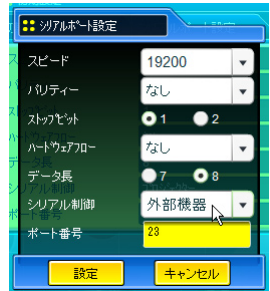 シリアルポート設定
スピード 19200
パリティー なし
ストップビット 1 2
ハードウェアフロー なし
データ長 7 8
シリアル制御 外部機器
ポート番号 23
設定 キャンセル